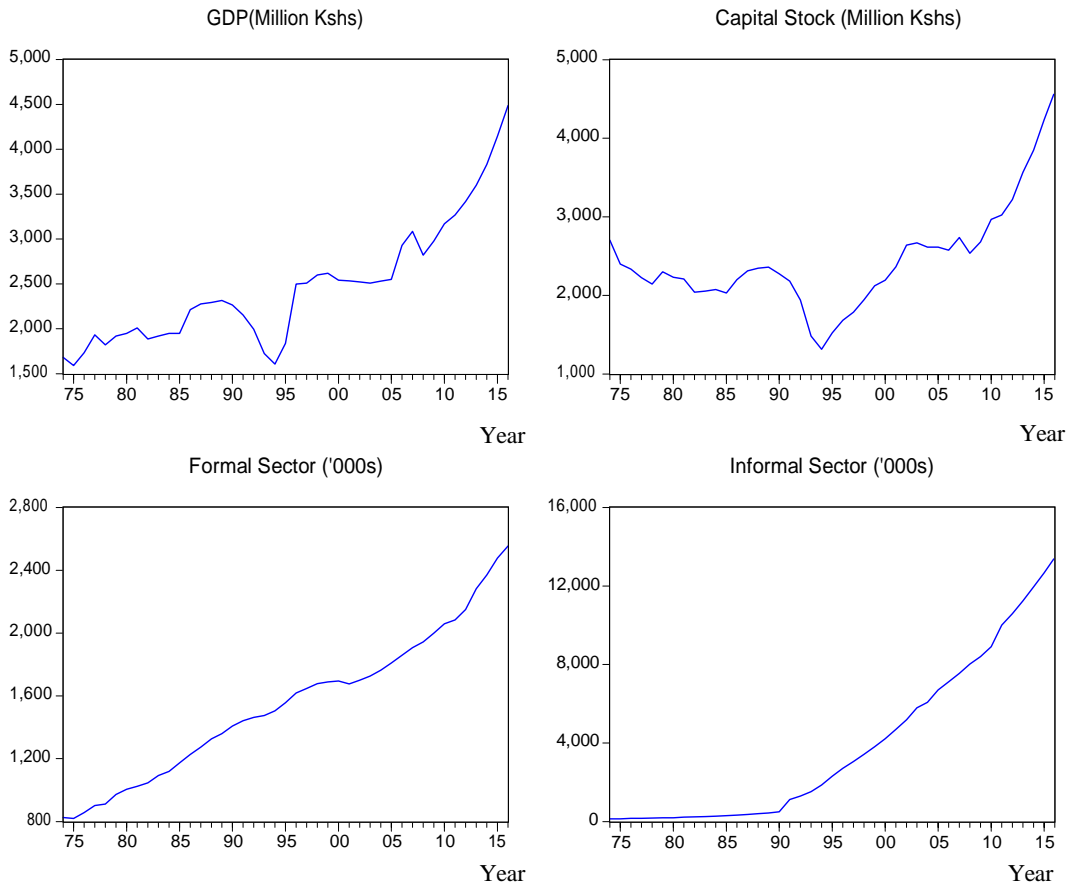 GDP(Million Kshs)
5,000
4,500
4,000
3,500
3,000
2,500
2,000
1,500
75 80 85 90 95 00 05 10 15
Year
Capital Stock (Million Kshs)
5,000
4,000
3,000
2,000
1,000
75 80 85 90 95 00 05 10 15
Year
Formal Sector ('000s)
2,800
2,400
2,000
1,600
1,200
800
75 80 85 90 95 00 05 10 15
Year
Informal Sector ('000s)
16,000
12,000
8,000
4,000
0
75 80 85 90 95 00 05 10 15
Year